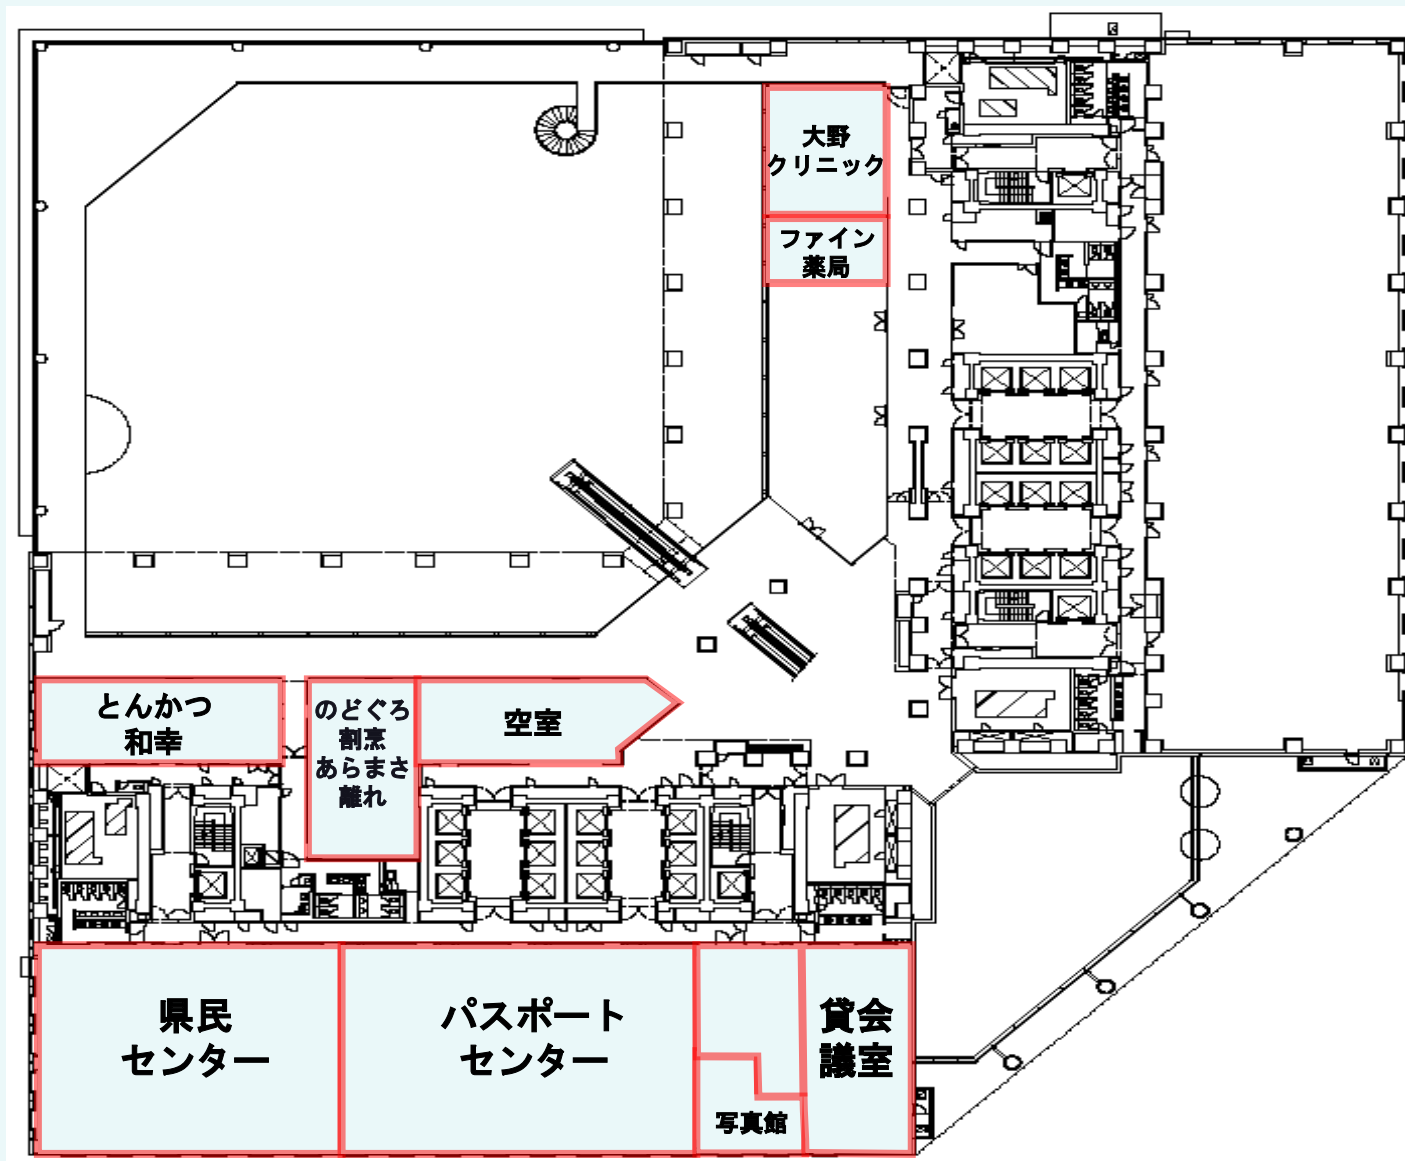 大野
クリニック
ファイン
薬局
とんかつ
和幸
のどぐろ
割烹
あらまさ
離れ
空室
県民
センター
パスポート
センター
写真館
貸会
議室